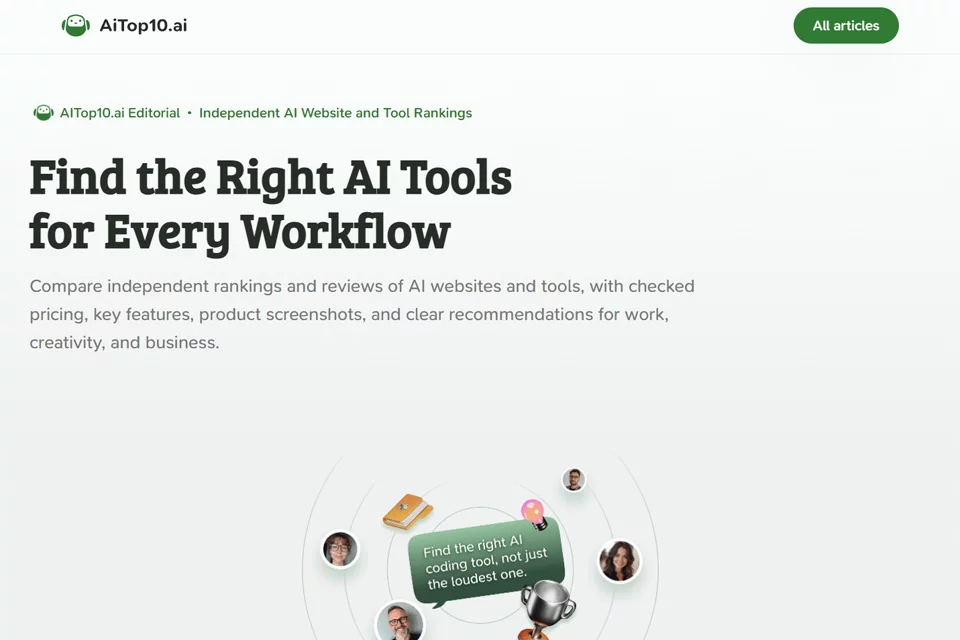 AiTop10.ai
All articles
AITop10.ai Editorial • Independent AI Website and Tool Rankings
Find the Right AI Tools
for Every Workflow
Compare independent rankings and reviews of AI websites and tools, with checked
pricing, key features, product screenshots, and clear recommendations for work,
creativity, and business.
Find the right AI
coding tool, not just
the loudest one.